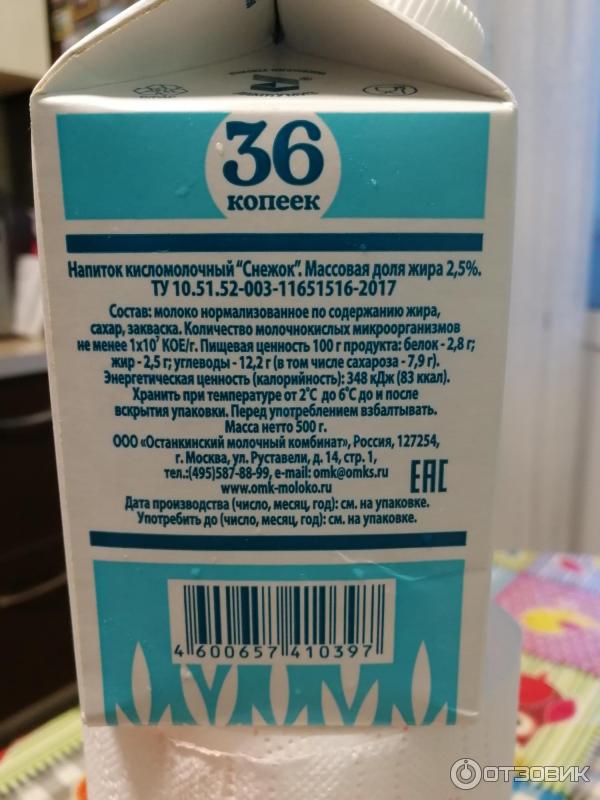 36
копеек
Напиток кисломолочный "Снежок". Массовая доля жира 2,5%.
ТУ 10.51.52-003-11651516-2017
Состав: молоко нормализованное по содержанию жира,
сахар, закваска. Количество молочнокислых микроорганизмов
не менее 1х10⁷ КОЕ/г. Пищевая ценность 100 г продукта: белок - 2,8 г;
жир - 2,5 г; углеводы - 12,2 г (в том числе сахароза - 7,9 г).
Энергетическая ценность (калорийность): 348 кДж (83 ккал).
Хранить при температуре от 2˚С до 6˚С до и после
вскрытия упаковки. Перед употреблением взбалтывать.
Масса нетто 500 г.
ООО «Останкинский молочный комбинат», Россия, 127254,
г. Москва, ул. Руставели, д. 14, стр. 1,
тел.:(495)587-88-99, e-mail: omk@omks.ru
www.omk-moloko.ru
EAC
Дата производства (число, месяц, год): см. на упаковке.
Употребить до (число, месяц, год): см. на упаковке.
4 600657 410397
ОТЗОВИК